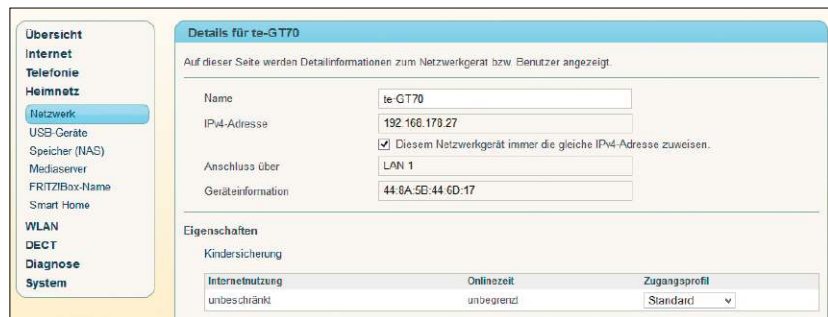 Übersicht
Internet
Telefonie
Heimnetz
Netzwerk
USB-Geräte
Speicher (NAS)
Mediaserver
FRITZ!Box-Name
Smart Home
WLAN
DECT
Diagnose
System
Details für te-GT70
Auf dieser Seite werden Detailinformationen zum Netzwerkgerät bzw. Benutzer angezeigt.
Name te-GT70
IPv4-Adresse 192.168.178.27
Diesem Netzwerkgerät immer die gleiche IPv4-Adresse zuweisen.
Anschluss über LAN 1
Geräteinformation 44:8A:5B:44:6D:17
Eigenschaften
Kindersicherung
Internetnutzung Onlinezeit Zugangsprofil
unbeschränkt unbegrenzt Standard